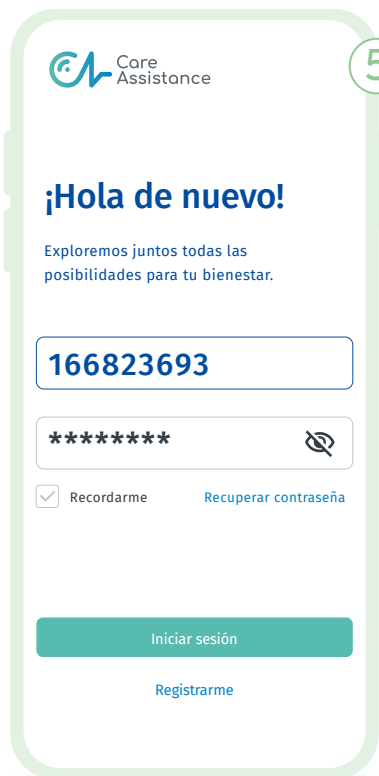 Care
Assistance
5
¡Hola de nuevo!
Exploremos juntos todas las
posibilidades para tu bienestar.
166823693
********
Recordarme
Recuperar contraseña
Iniciar sesión
Registrarme